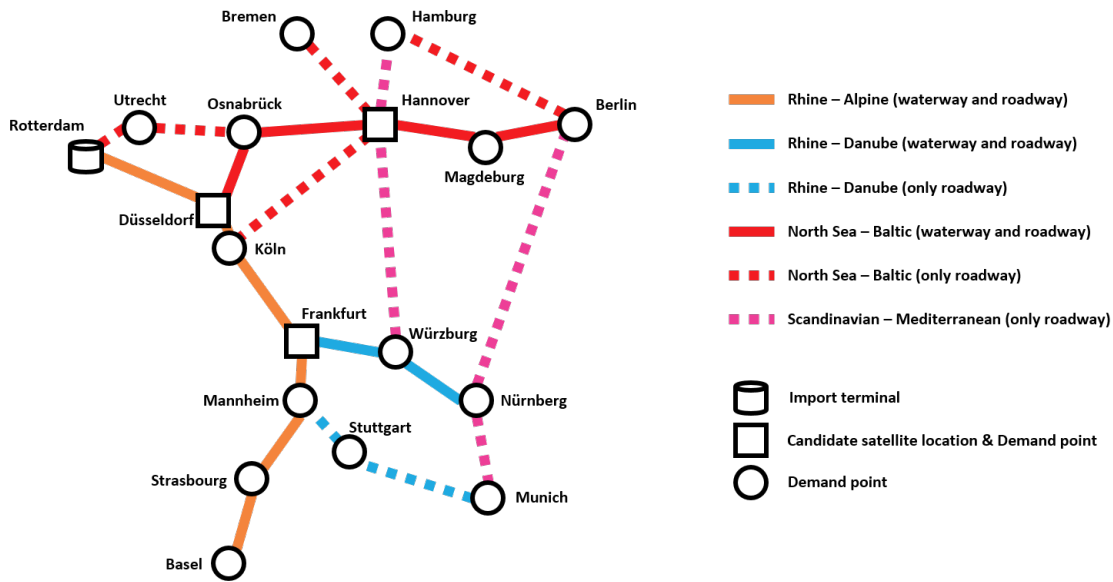 Bremen
Hamburg
Utrecht
Osnabrück
Hannover
Berlin
Rotterdam
Magdeburg
Düsseldorf
Köln
Frankfurt
Würzburg
Mannheim
Nürnberg
Stuttgart
Strasbourg
Munich
Basel
Rhine – Alpine (waterway and roadway)
Rhine – Danube (waterway and roadway)
Rhine – Danube (only roadway)
North Sea – Baltic (waterway and roadway)
North Sea – Baltic (only roadway)
Scandinavian – Mediterranean (only roadway)
Import terminal
Candidate satellite location & Demand point
Demand point